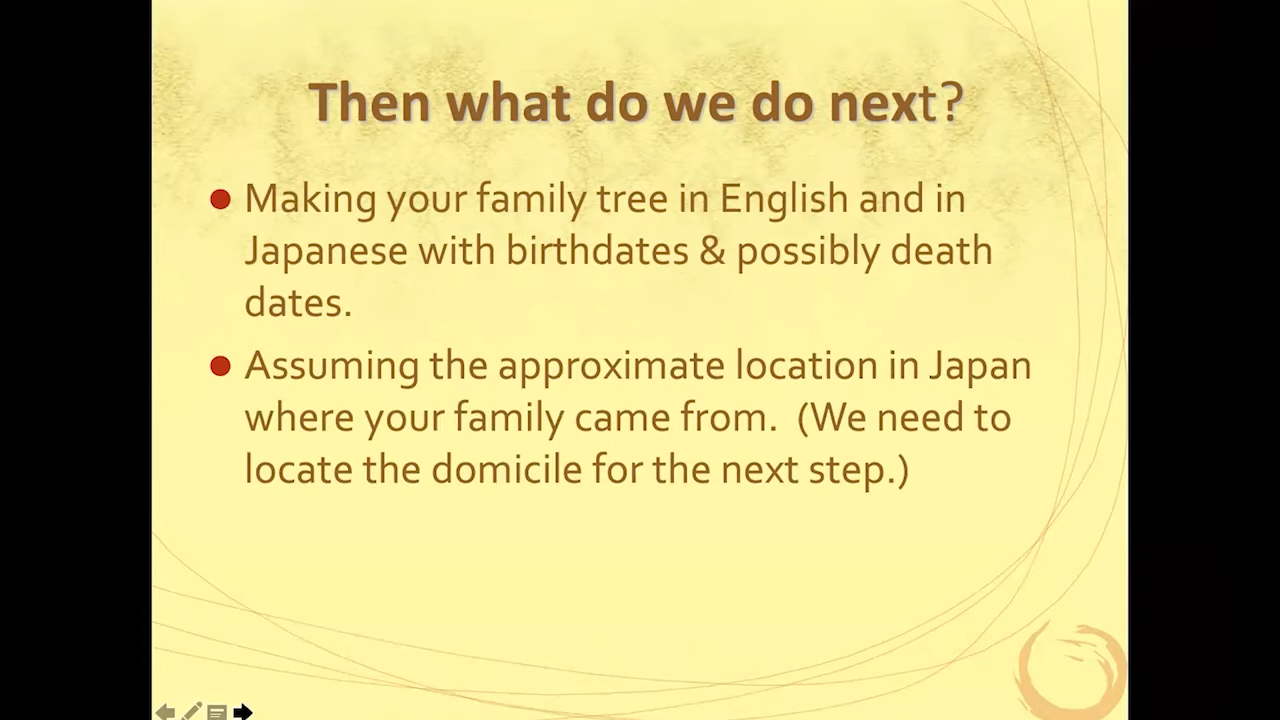 Then what do we do next?
Making your family tree in English and in
Japanese with birthdates & possibly death
dates.
Assuming the approximate location in Japan
where your family came from.  (We need to
locate the domicile for the next step.)